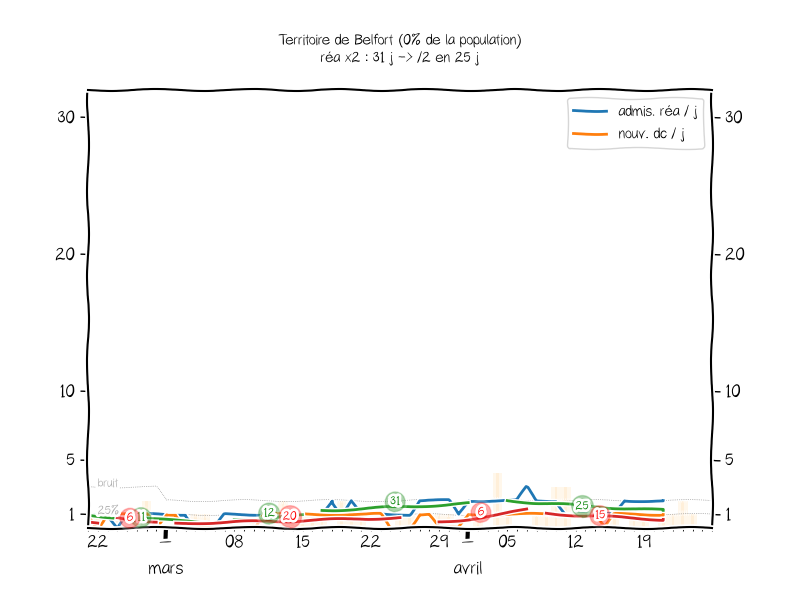 Territoire de Belfort (0% de la population)
réa x2 : 31 j -> /2 en 25 j
30 30
admis. réa / j
nouv. dc / j
20 20
10 10
5 5
bruit
25%
1 1
6 11 12 20 31 6 25 15
22 08 15 22 29 05 12 19
mars avril